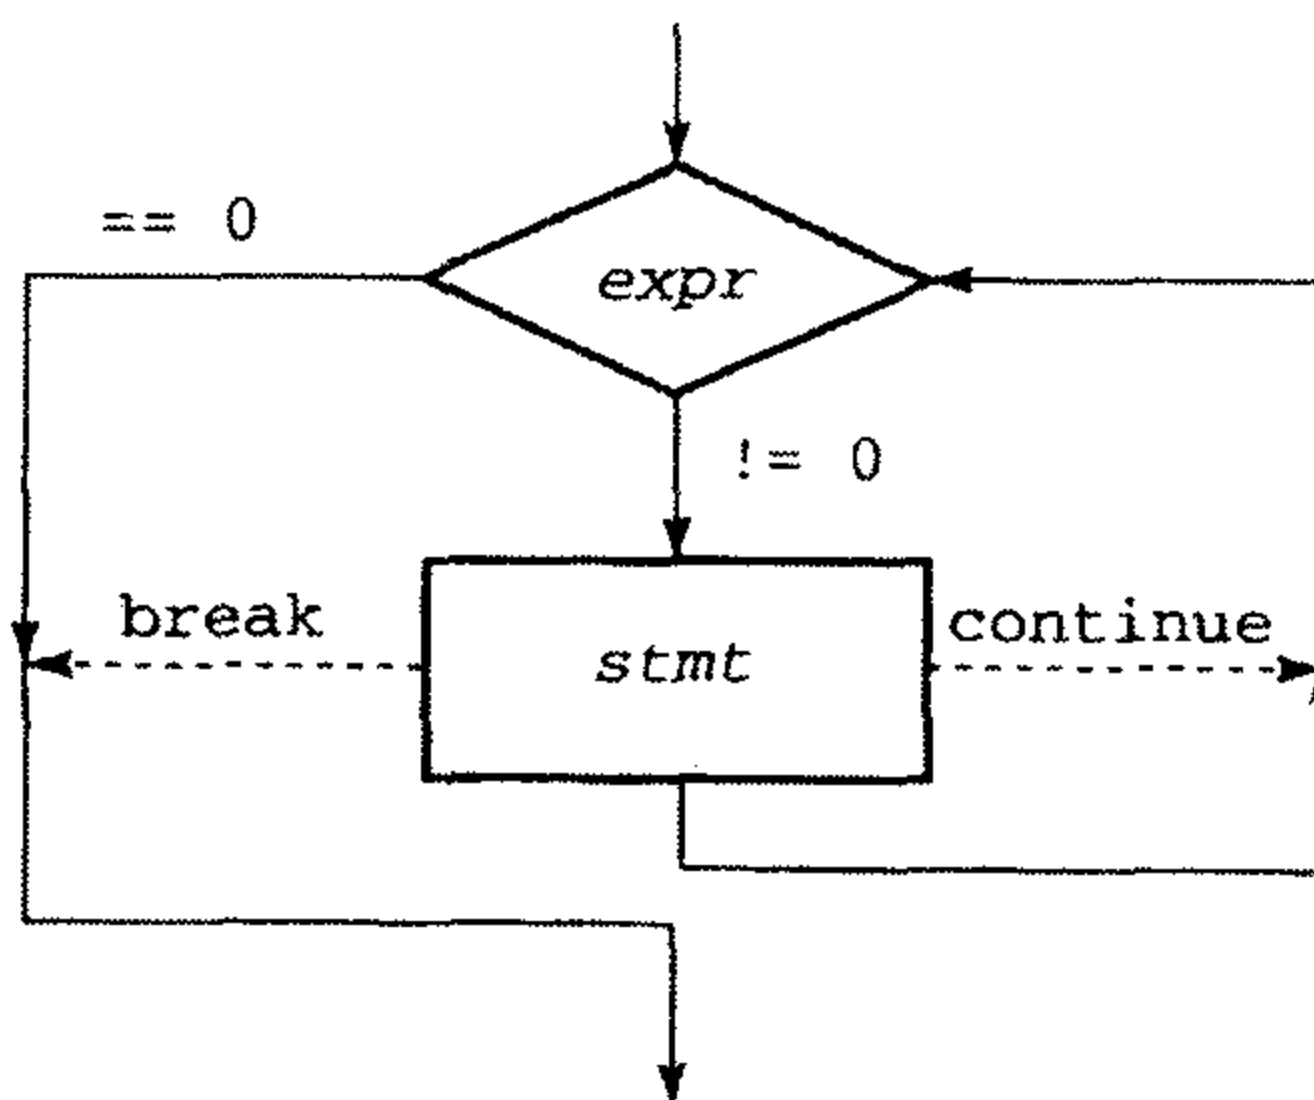 == 0
expr
!= 0
break
continue
stmt